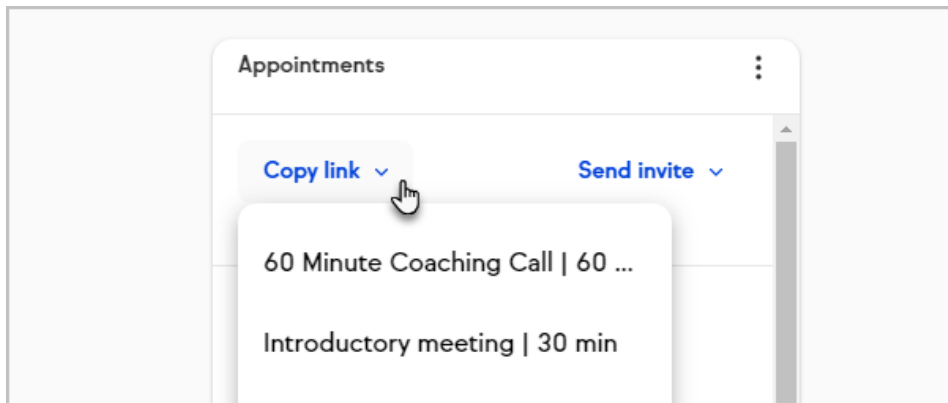 Appointments
Copy link
Send invite
60 Minute Coaching Call | 60 ...
Introductory meeting | 30 min